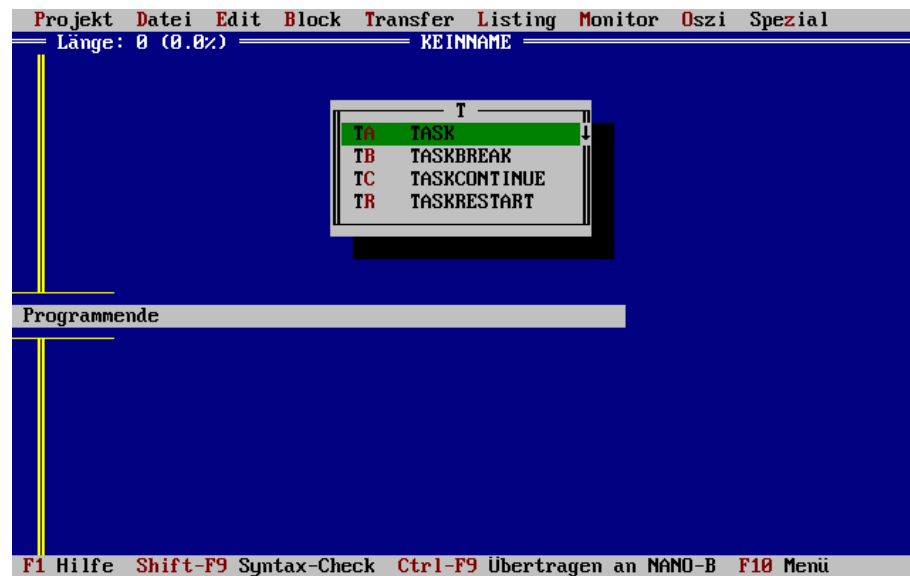 Projekt Datei Edit Block Transfer Listing Monitor Oszi Spezial
Länge: 0 (0.0%) KEINNAME
T
TA TASK ↓
TB TASKBREAK
TC TASKCONTINUE
TR TASKRESTART
Programmende
F1 Hilfe Shift-F9 Syntax-Check Ctrl-F9 Übertragen an NANO-B F10 Menü